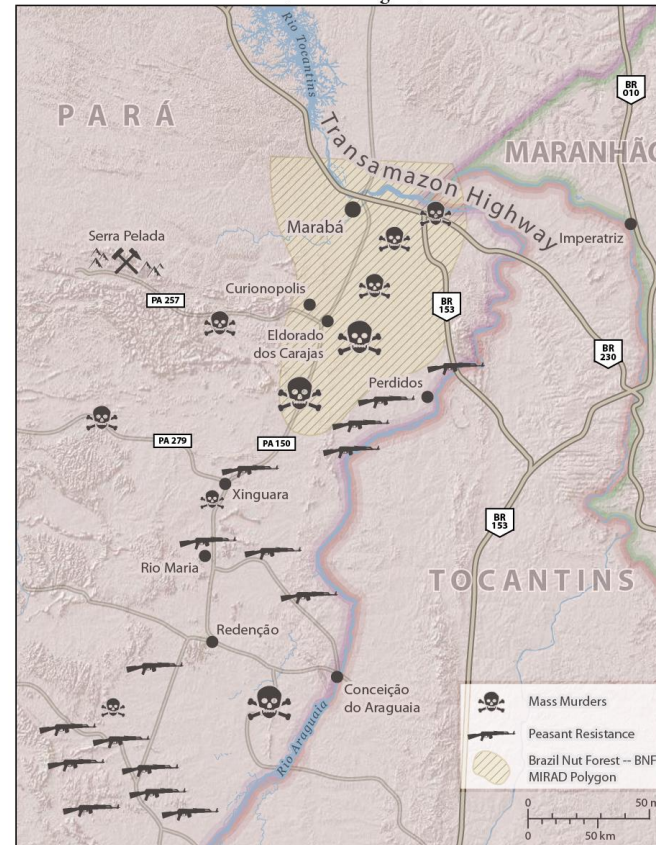 Rio Tocantins
BR
010
PARÁ
MARANHÃO
Transamazon Highway
Marabá
Imperatriz
Serra Pelada
Curionopolis
PA 257
BR
153
Eldorado
dos Carajas
BR
230
Perdidos
PA 279
PA 150
Xinguara
BR
153
Rio Maria
TOCANTINS
Redenção
Conceição
do Araguaia
Rio Araguaia
Mass Murders
Peasant Resistance
Brazil Nut Forest -- BNF
MIRAD Polygon
0
50 m
0
50 km